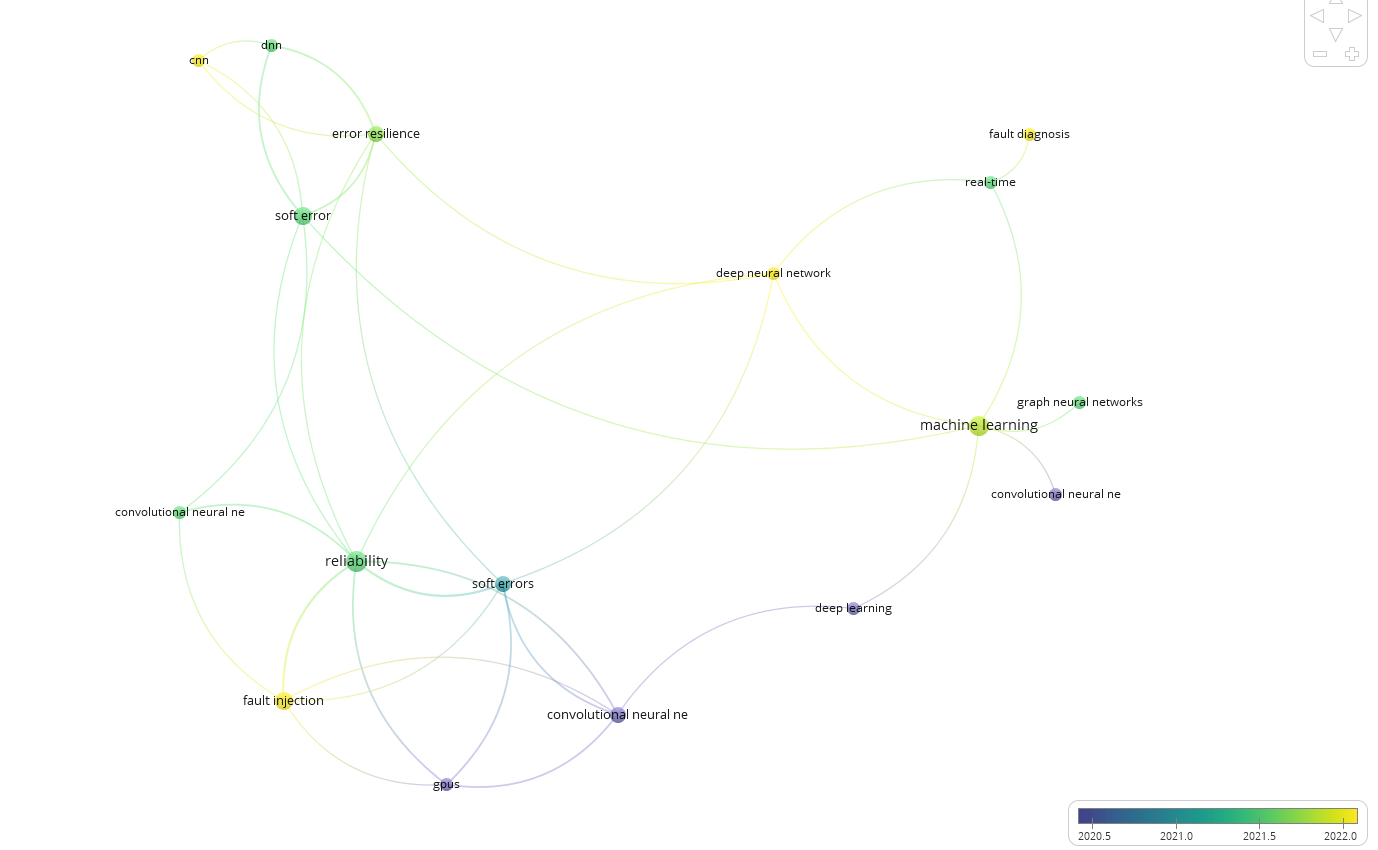 dnn
cnn
error resilience
fault diagnosis
real-time
soft error
deep neural network
graph neural networks
machine learning
convolutional neural ne
convolutional neural ne
reliability
soft errors
deep learning
fault injection
convolutional neural ne
gpus
2020.5 2021.0 2021.5 2022.0